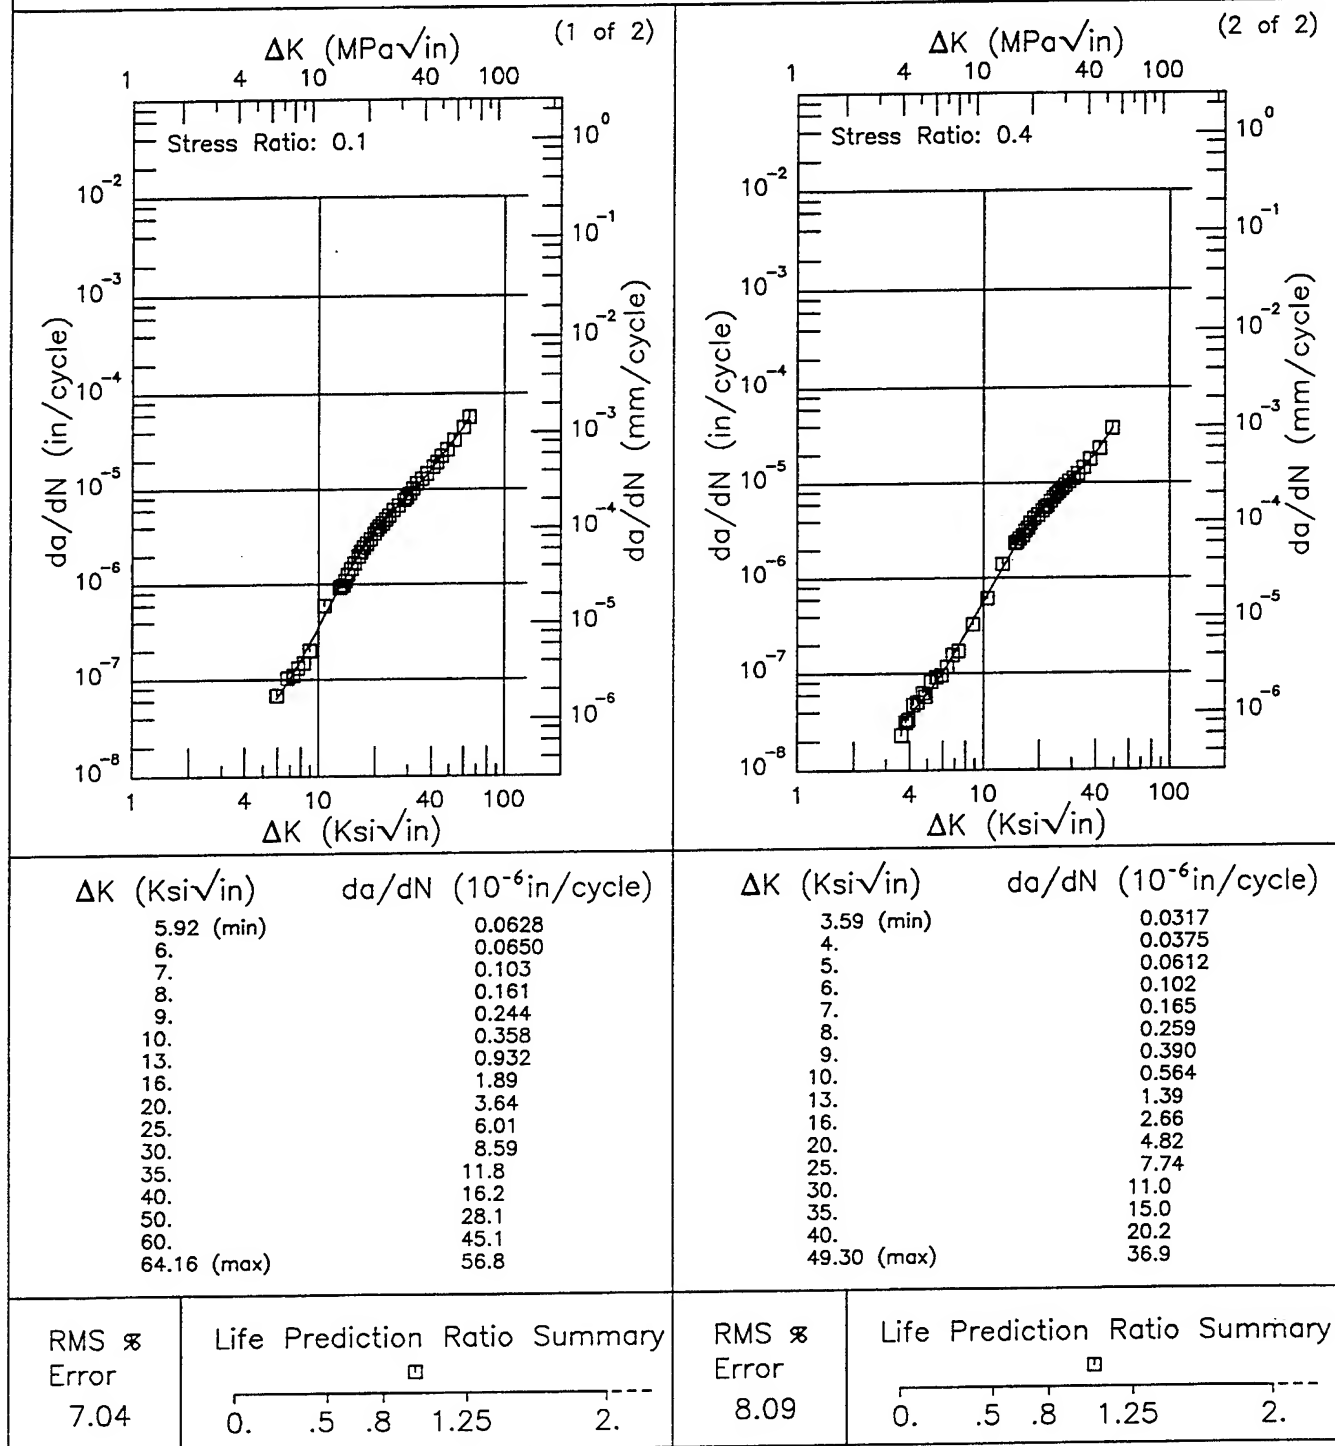 (1 of 2)
ΔK (MPa√in)
1 4 10 40 100
Stress Ratio: 0.1
10⁰
10⁻²
10⁻¹
10⁻³
10⁻²
10⁻⁴
10⁻³
10⁻⁵
10⁻⁴
10⁻⁶
10⁻⁵
10⁻⁷
10⁻⁶
10⁻⁸
da/dN (in/cycle)
da/dN (mm/cycle)
1 4 10 40 100
ΔK (Ksi√in)
ΔK (Ksi√in) da/dN (10⁻⁶in/cycle)
5.92 (min) 0.0628
6. 0.0650
7. 0.103
8. 0.161
9. 0.244
10. 0.358
13. 0.932
16. 1.89
20. 3.64
25. 6.01
30. 8.59
35. 11.8
40. 16.2
50. 28.1
60. 45.1
64.16 (max) 56.8
RMS %
Error
7.04
Life Prediction Ratio Summary
0. .5 .8 1.25 2.
(2 of 2)
ΔK (MPa√in)
1 4 10 40 100
Stress Ratio: 0.4
10⁰
10⁻²
10⁻¹
10⁻³
10⁻²
10⁻⁴
10⁻³
10⁻⁵
10⁻⁴
10⁻⁶
10⁻⁵
10⁻⁷
10⁻⁶
10⁻⁸
da/dN (in/cycle)
da/dN (mm/cycle)
1 4 10 40 100
ΔK (Ksi√in)
ΔK (Ksi√in) da/dN (10⁻⁶in/cycle)
3.59 (min) 0.0317
4. 0.0375
5. 0.0612
6. 0.102
7. 0.165
8. 0.259
9. 0.390
10. 0.564
13. 1.39
16. 2.66
20. 4.82
25. 7.74
30. 11.0
35. 15.0
40. 20.2
49.30 (max) 36.9
RMS %
Error
8.09
Life Prediction Ratio Summary
0. .5 .8 1.25 2.